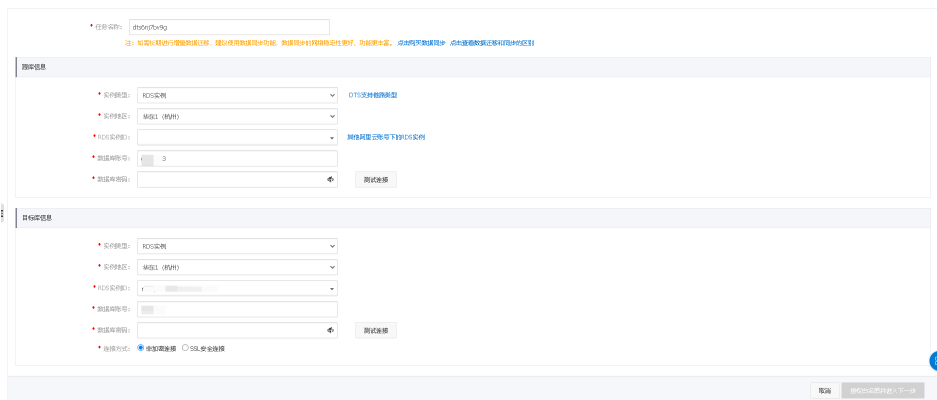 * 任务名称: dts6nj7bv9g
注: 如需长期进行增量数据迁移, 建议使用数据同步功能, 数据同步的网络稳定性更好, 功能更丰富。 点击购买数据同步 点击查看数据迁移和同步的区别
源库信息
* 实例类型: RDS实例 DTS支持链路类型
* 实例地区: 华东1 (杭州)
* RDS实例ID: 其他阿里云账号下的RDS实例
* 数据库账号: 3
* 数据库密码: 测试连接
目标库信息
* 实例类型: RDS实例
* 实例地区: 华东1 (杭州)
* RDS实例ID: r
* 数据库账号:
* 数据库密码: 测试连接
* 连接方式: 非加密连接 SSL安全连接
取消 授权白名单并进入下一步